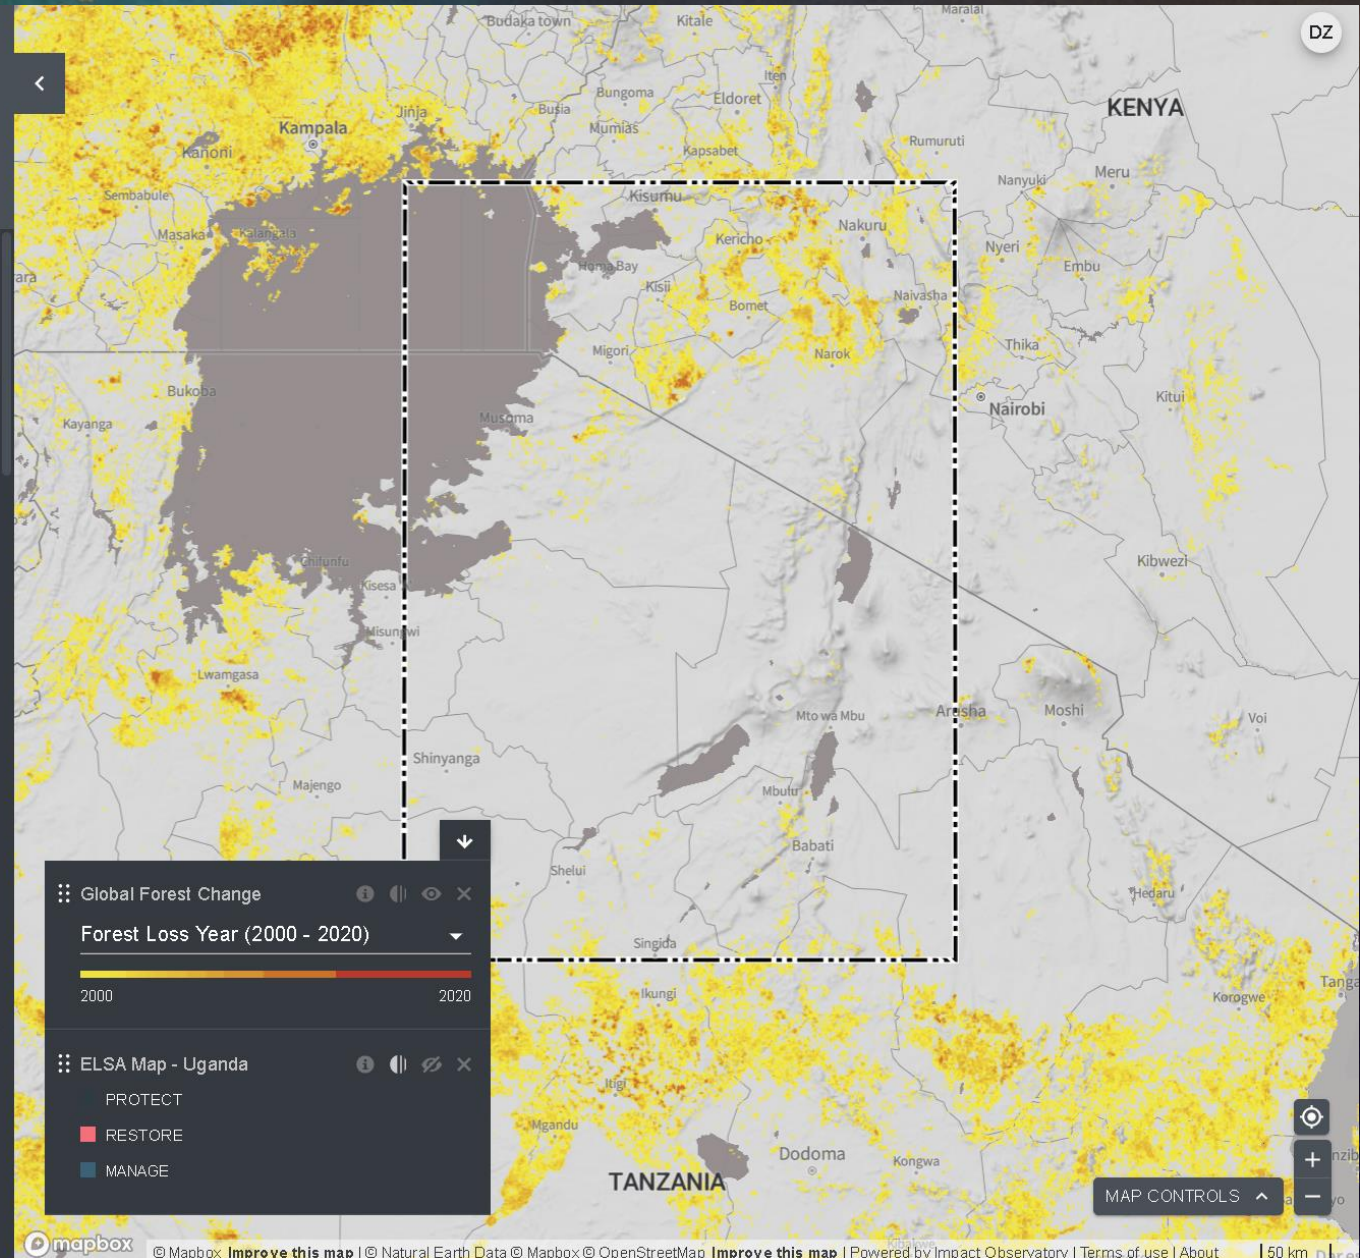 Budaka town
Kitale
Maralal
DZ
Iten
Bungoma
Eldoret
KENYA
Jinja
Busia
Kampala
Mumias
Rumuruti
Kanoni
Kapsabet
Meru
Nanyuki
Sembabule
Kisumu
Masaka
Kalangala
Kericho
Nakuru
Nyeri
Homa Bay
Embu
ara
Kisii
Naivasha
Bomet
Migori
Narok
Thika
Bukoba
Kitui
Nairobi
Musoma
Kayanga
Chifunfu
Kibwezi
Kisesa
Misungwi
Lwamgasa
Mto wa Mbu
Arusha
Moshi
Voi
Shinyanga
Majengo
Mbulu
Babati
Shelui
Hedaru
Global Forest Change
Forest Loss Year (2000 - 2020)
2000
2020
Singida
Ikungi
Korogwe
Tanga
ELSA Map - Uganda
PROTECT
RESTORE
MANAGE
Itigi
Mgandu
Dodoma
Kongwa
TANZANIA
MAP CONTROLS
mapbox
© Mapbox Improve this map | © Natural Earth Data © Mapbox © OpenStreetMap Improve this map | Powered by Impact Observatory | Terms of use | About
50 km